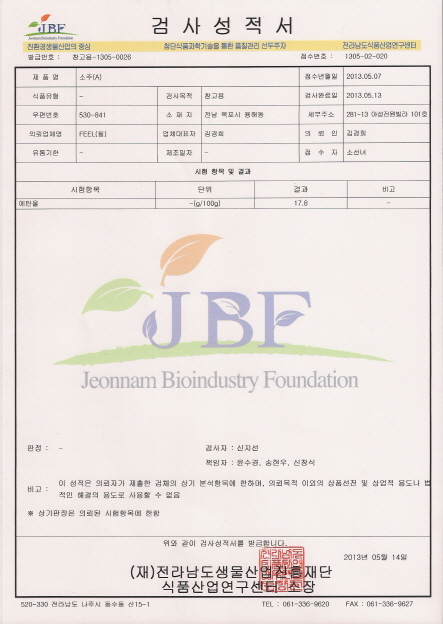 JBF
Jeonnam Bioindustry Foundation
검 사 성 적 서
친환경생물산업의 중심
첨단식품과학기술을 통한 품질관리 선두주자
전라남도식품산업연구센터
발급번호 : 참고용-1305-0026
접수번호 : 1305-02-020
제 품 명 소주(A) 접수년월일 2013.05.07
식품유형 - 검사목적 참고용 검사완료일 2013.05.13
우편번호 530-841 소 재 지 전남 목포시 용해동 세부주소 281-13 아성전원빌라 101호
의뢰업체명 FEEL(필) 업체대표자 김경희 의 뢰 인 김경희
유통기한 - 제조일자 - 접 수 자 소선녀
시험 항목 및 결과
시험항목 단위 결과 비고
에탄올 -(g/100g) 17.8 -
JBF
Jeonnam Bioindustry Foundation
판정 : -
검사자 : 신지선
책임자 : 윤수경, 송현우, 신창식
비고 : 이 성적은 의뢰자가 제출한 검체의 상기 분석항목에 한하며, 의뢰목적 이외의 상품선전 및 상업적 용도나 법
적인 해결의 용도로 사용할 수 없음
※ 상기판정은 의뢰된 시험항목에 한함
위와 같이 검사성적서를 발급합니다.
2013년 05월 14일
(재)전라남도생물산업진흥재단
식품산업연구센터 소장
520-330 전라남도 나주시 동수동 산15-1
TEL : 061-336-9620 FAX : 061-336-9627